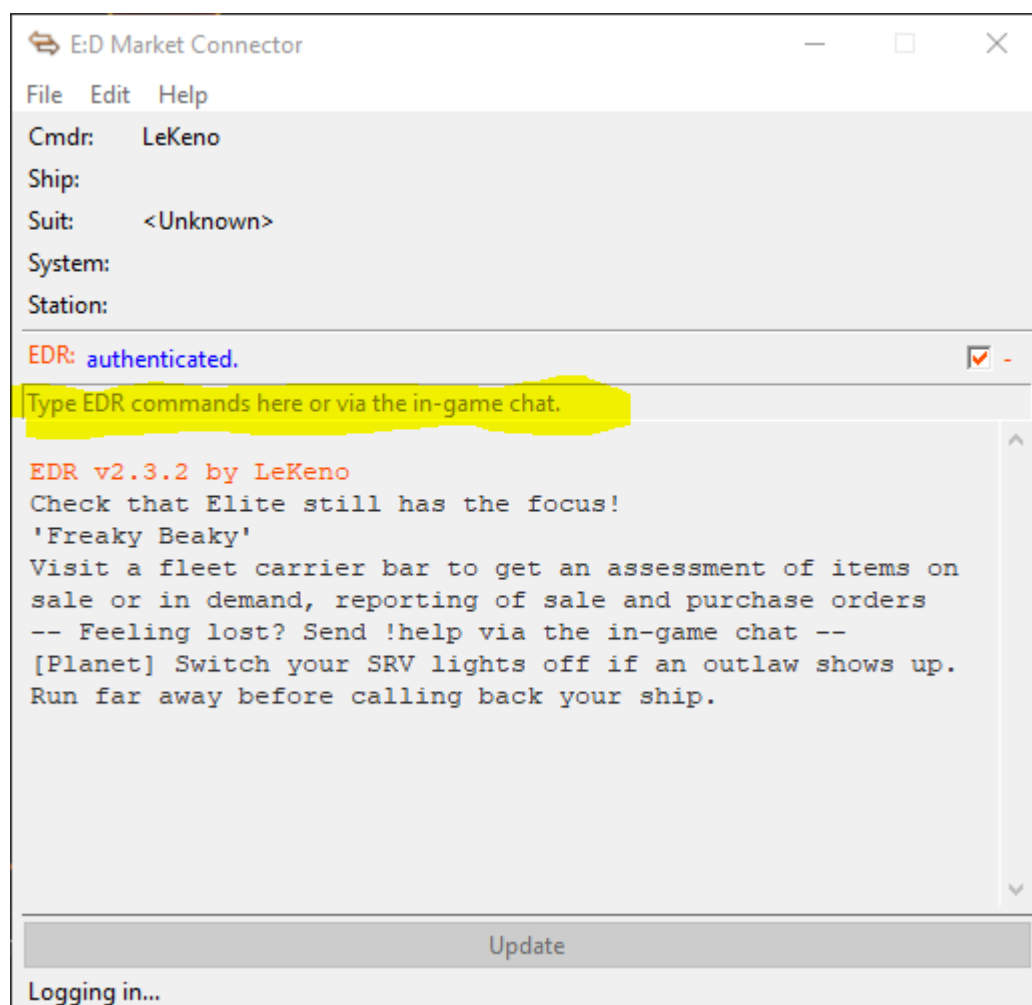 E:D Market Connector
File Edit Help
Cmdr: LeKeno
Ship:
Suit: <Unknown>
System:
Station:
EDR: authenticated. -
Type EDR commands here or via the in-game chat.
EDR v2.3.2 by LeKeno
Check that Elite still has the focus!
'Freaky Beaky'
Visit a fleet carrier bar to get an assessment of items on
sale or in demand, reporting of sale and purchase orders
-- Feeling lost? Send !help via the in-game chat --
[Planet] Switch your SRV lights off if an outlaw shows up.
Run far away before calling back your ship.
Update
Logging in...